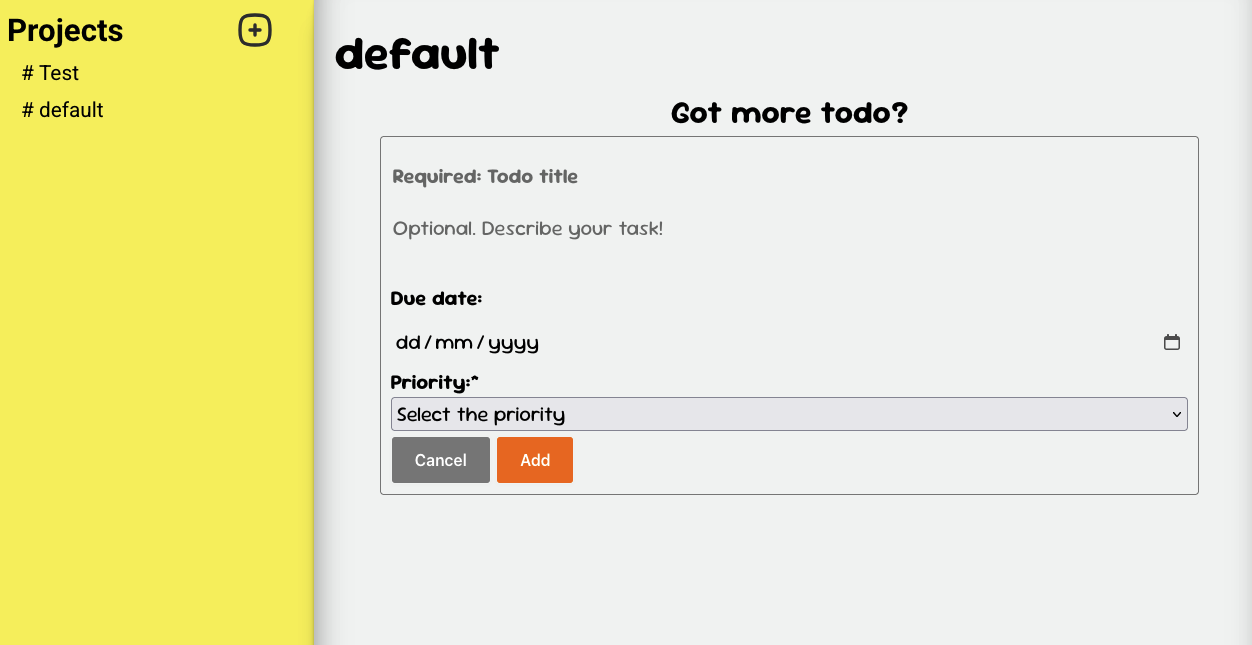 Projects
# Test
# default
default
Got more todo?
Required: Todo title
Optional. Describe your task!
Due date:
dd/mm/yyyy
Priority:*
Select the priority
Cancel Add